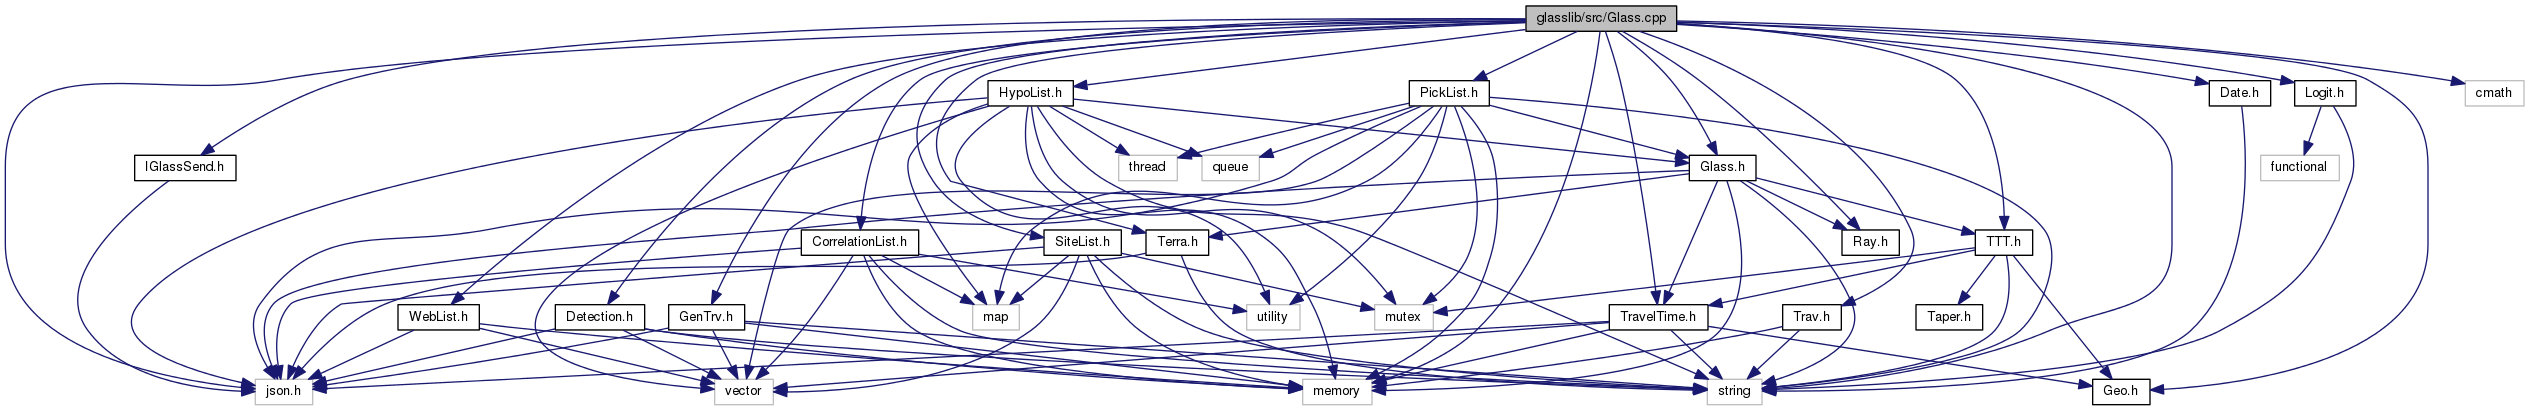 glasslib/src/Glass.cpp
HypoList.h
PickList.h
Date.h
Logit.h
cmath
IGlassSend.h
thread
queue
Glass.h
functional
CorrelationList.h
SiteList.h
Terra.h
Ray.h
TTT.h
WebList.h
Detection.h
GenTrv.h
map
utility
mutex
TravelTime.h
Trav.h
Taper.h
json.h
vector
memory
string
Geo.h